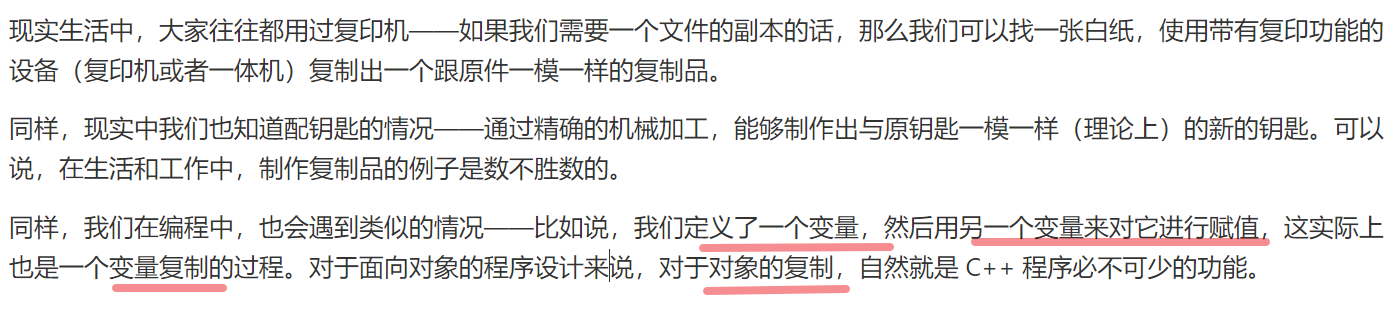 现实生活中，大家往往都用过复印机——如果我们需要一个文件的副本的话，那么我们可以找一张白纸，使用带有复印功能的
设备（复印机或者一体机）复制出一个跟原件一模一样的复制品。
同样，现实中我们也知道配钥匙的情况——通过精确的机械加工，能够制作出与原钥匙一模一样（理论上）的新的钥匙。可以
说，在生活和工作中，制作复制品的例子是数不胜数的。
同样，我们在编程中，也会遇到类似的情况——比如说，我们定义了一个变量，然后用另一个变量来对它进行赋值，这实际上
也是一个变量复制的过程。对于面向对象的程序设计来说，对于对象的复制，自然就是 C++ 程序必不可少的功能。